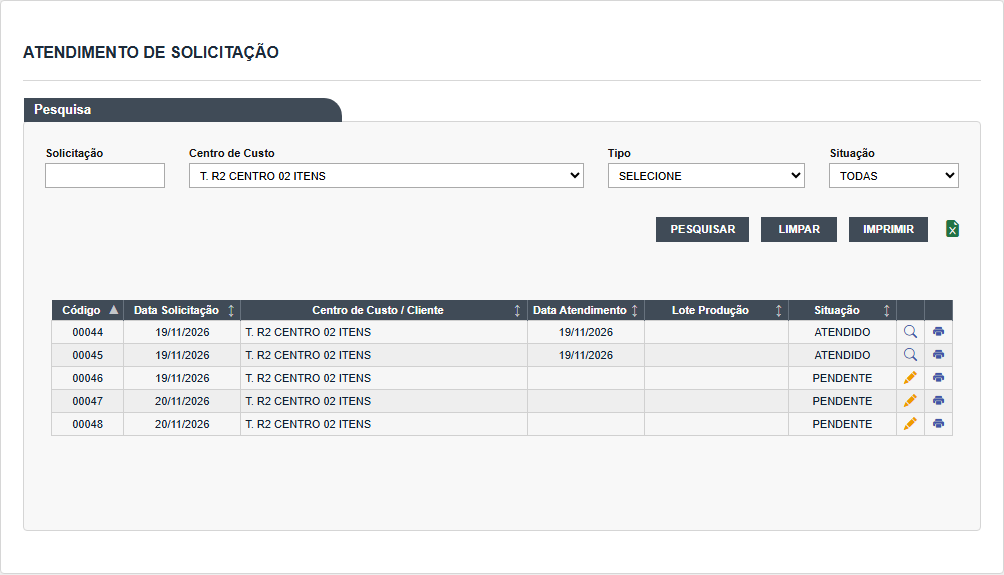 ATENDIMENTO DE SOLICITAÇÃO
Pesquisa
Solicitação Centro de Custo Tipo Situação
T. R2 CENTRO 02 ITENS SELECIONE TODAS
PESQUISAR LIMPAR IMPRIMIR
Código Data Solicitação Centro de Custo / Cliente Data Atendimento Lote Produção Situação
00044 19/11/2026 T. R2 CENTRO 02 ITENS 19/11/2026 ATENDIDO
00045 19/11/2026 T. R2 CENTRO 02 ITENS 19/11/2026 ATENDIDO
00046 19/11/2026 T. R2 CENTRO 02 ITENS PENDENTE
00047 20/11/2026 T. R2 CENTRO 02 ITENS PENDENTE
00048 20/11/2026 T. R2 CENTRO 02 ITENS PENDENTE